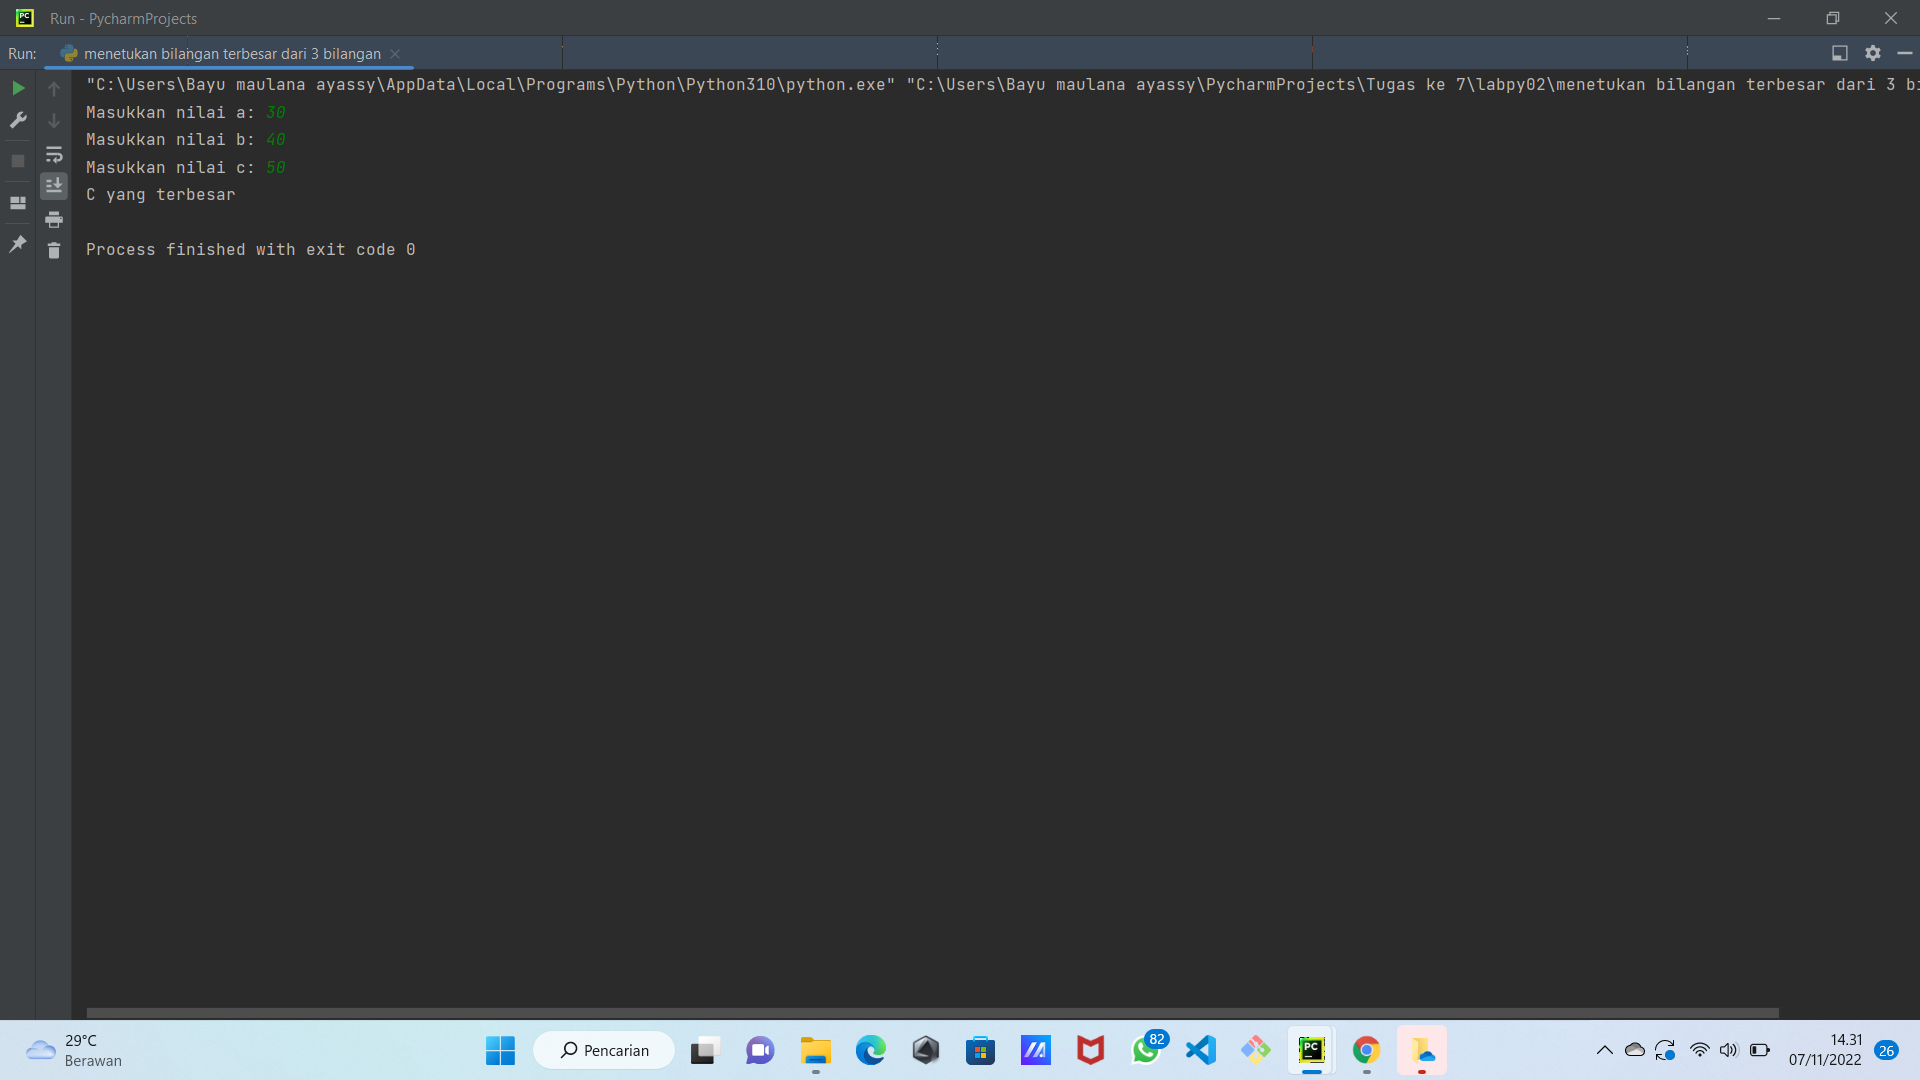 Run - PycharmProjects
Run: menetukan bilangan terbesar dari 3 bilangan
"C:\Users\Bayu maulana ayassy\AppData\Local\Programs\Python\Python310\python.exe" "C:\Users\Bayu maulana ayassy\PycharmProjects\Tugas ke 7\labpy02\menetukan bilangan terbesar dari 3 bi
Masukkan nilai a: 30
Masukkan nilai b: 40
Masukkan nilai c: 50
C yang terbesar
Process finished with exit code 0
29°C
Berawan
Pencarian
82
14.31
07/11/2022
26